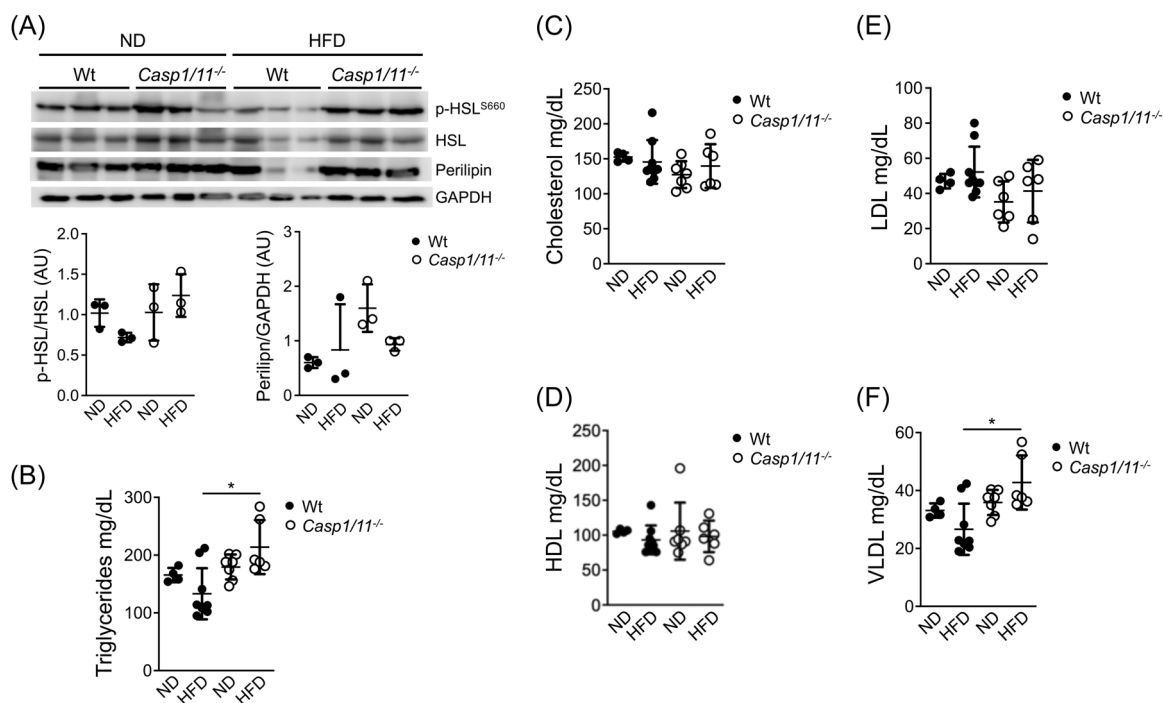 (A)
ND HFD
Wt Casp1/11-/- Wt Casp1/11-/-
p-HSLS660
HSL
Perilipin
GAPDH
p-HSL/HSL (AU)
2.0
1.5
1.0
0.5
0.0
ND HFD ND HFD
Perilipn/GAPDH (AU)
3
2
1
0
ND HFD ND HFD
Wt
Casp1/11-/-
(B)
Triglycerides mg/dL
300
200
100
0
*
ND HFD ND HFD
Wt
Casp1/11-/-
(C)
Cholesterol mg/dL
250
200
150
100
50
0
ND HFD ND HFD
Wt
Casp1/11-/-
(D)
HDL mg/dL
250
200
150
100
50
0
ND HFD ND HFD
Wt
Casp1/11-/-
(E)
LDL mg/dL
100
80
60
40
20
0
ND HFD ND HFD
Wt
Casp1/11-/-
(F)
VLDL mg/dL
60
40
20
0
*
ND HFD ND HFD
Wt
Casp1/11-/-